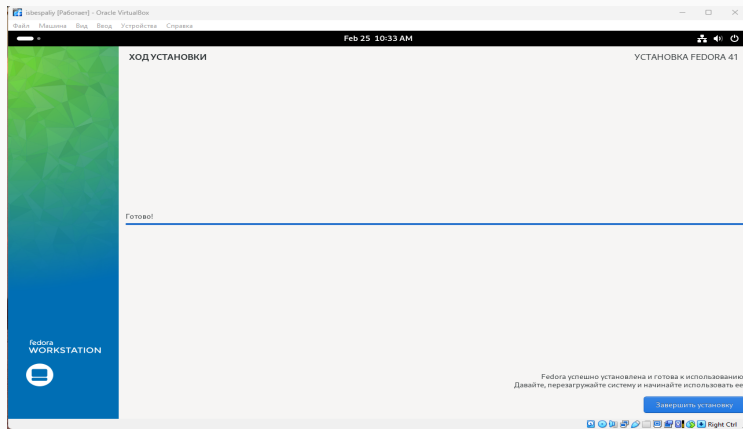 isbespaliy [Работает] - Oracle VirtualBox
Файл Машина Вид Ввод Устройства Справка
Feb 25 10:33 AM
ХОД УСТАНОВКИ
УСТАНОВКА FEDORA 41
Готово!
fedora
WORKSTATION
Fedora успешно установлена и готова к использованию
Давайте, перезагружайте систему и начинайте использовать ее
Завершить установку
Right Ctrl